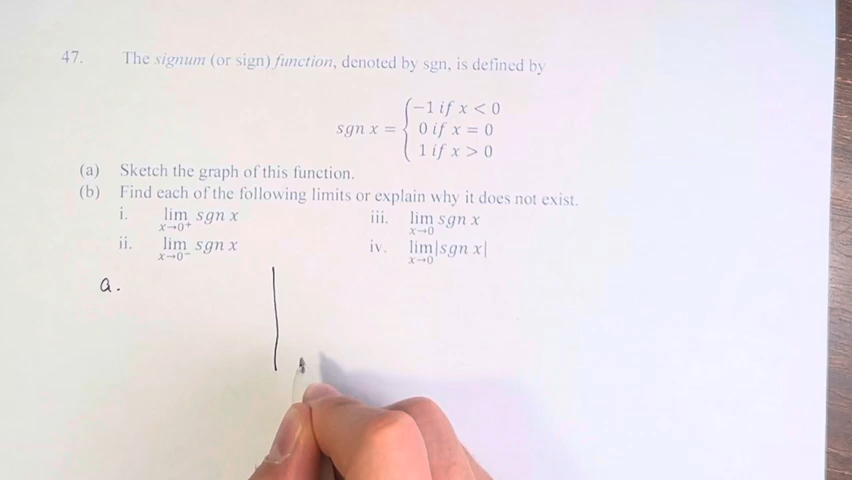 47. The signum (or sign) function, denoted by sgn, is defined by
sgn x = { −1 if x < 0
0 if x = 0
1 if x > 0
(a) Sketch the graph of this function.
(b) Find each of the following limits or explain why it does not exist.
i. lim x→0⁺ sgn x iii. lim x→0 sgn x
ii. lim x→0⁻ sgn x iv. lim x→0 |sgn x|
a.